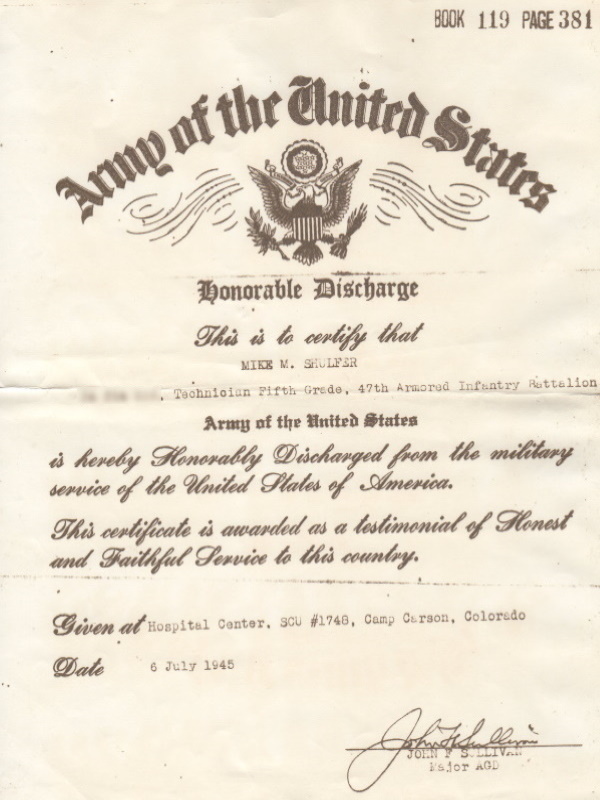 BOOK 119 PAGE 381
Army of the United States
Honorable Discharge
This is to certify that
MIKE M. SHULFER
, Technician Fifth Grade, 47th Armored Infantry Battalion
Army of the United States
is hereby Honorably Discharged from the military
service of the United States of America.
This certificate is awarded as a testimonial of Honest
and Faithful Service to this country.
Given at Hospital Center, SCU #1748, Camp Carson, Colorado
Date 6 July 1945
John F Sullivan
JOHN F SULLIVAN
Major AGD